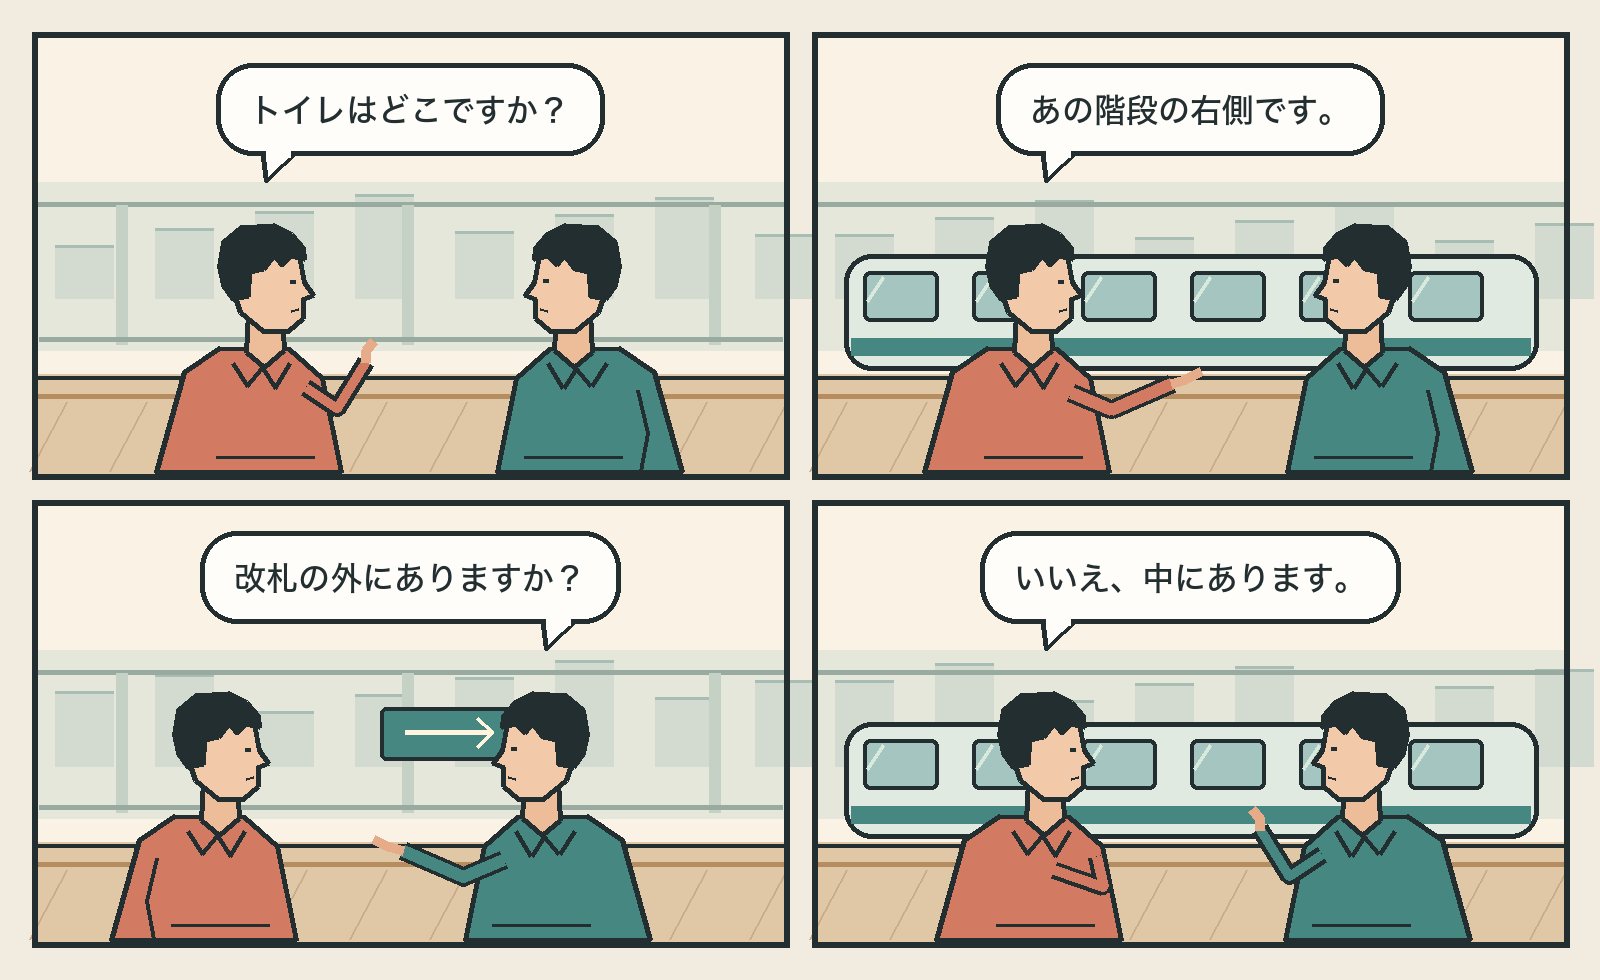 トイレはどこですか？
あの階段の右側です。
改札の外にありますか？
いいえ、中にあります。